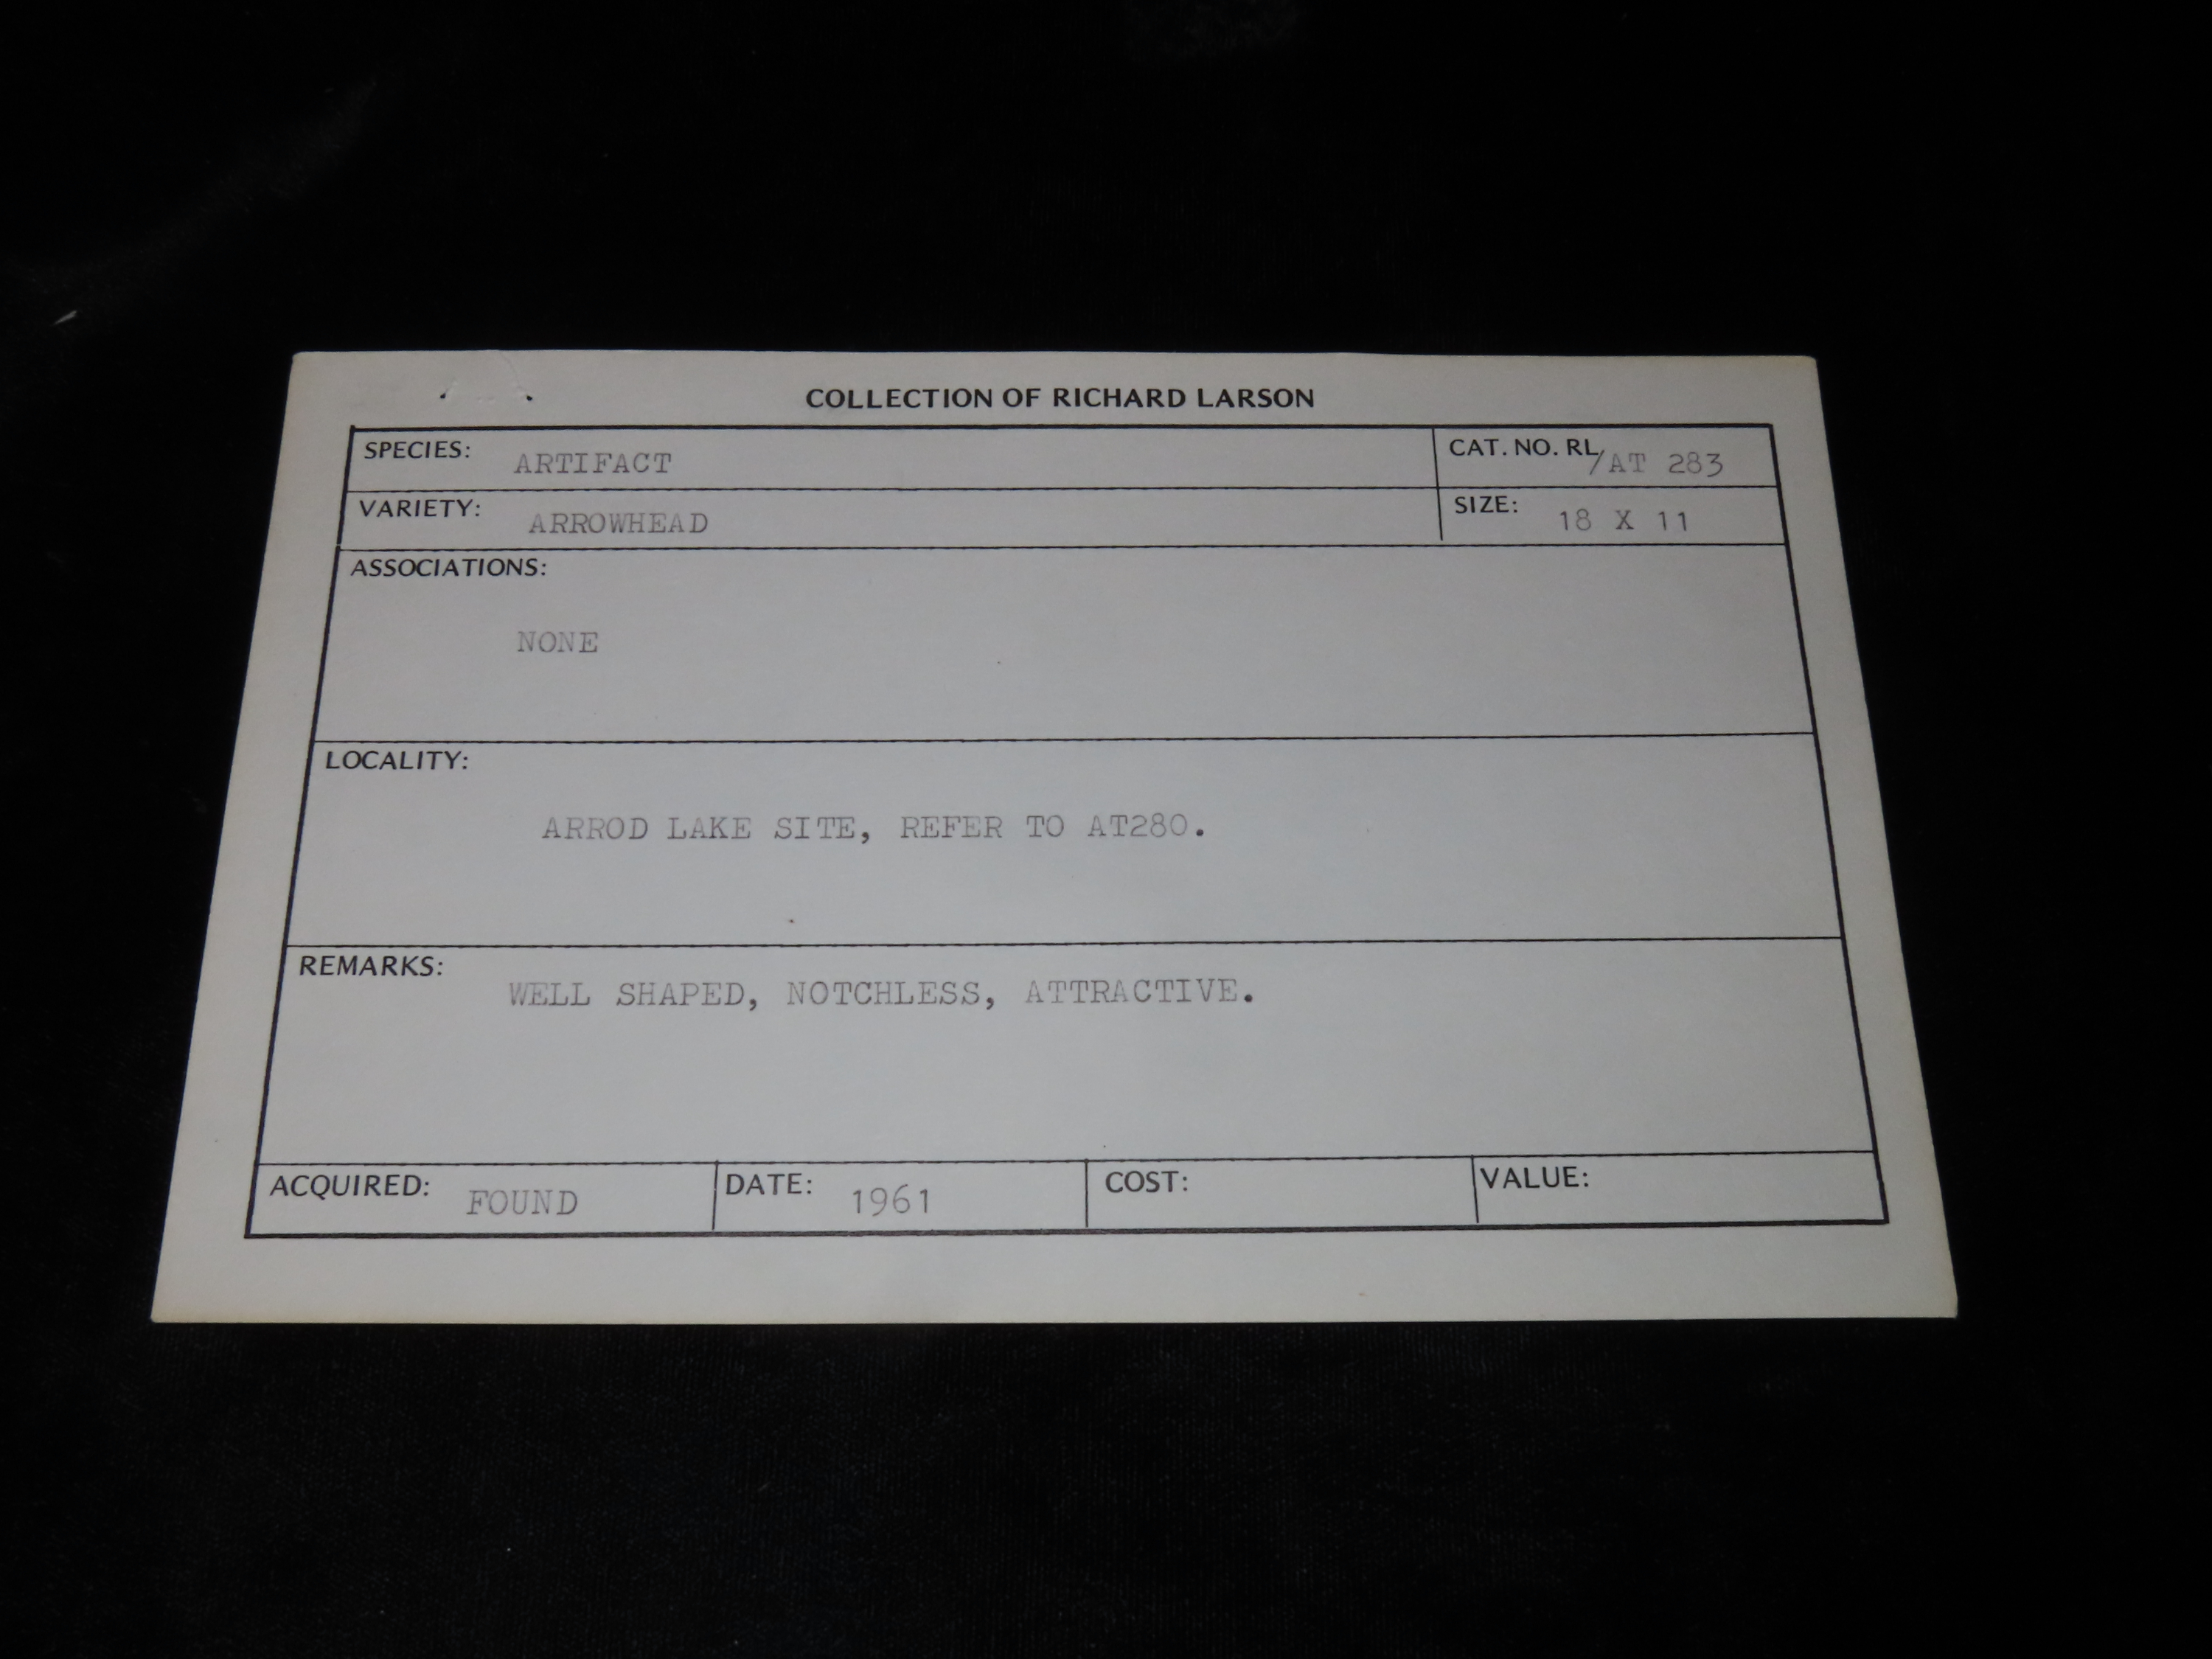 COLLECTION OF RICHARD LARSON
SPECIES: ARTIFACT
CAT. NO. RL/AT 283
VARIETY: ARROWHEAD
SIZE: 18 X 11
ASSOCIATIONS:
NONE
LOCALITY:
ARROD LAKE SITE, REFER TO AT280.
REMARKS: WELL SHAPED, NOTCHLESS, ATTRACTIVE.
ACQUIRED: FOUND
DATE: 1961
COST:
VALUE: